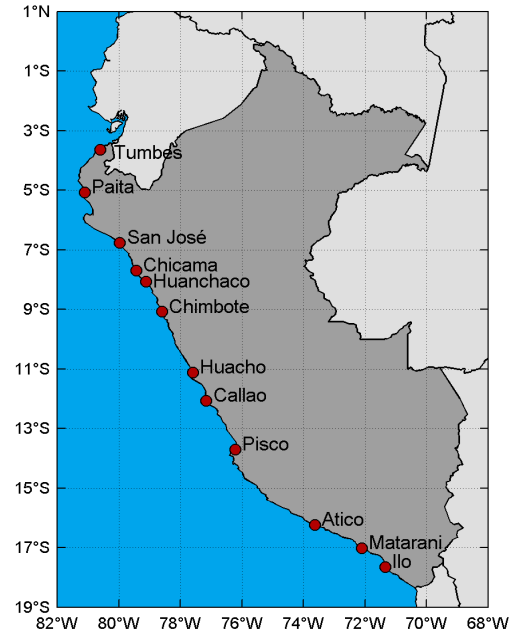 1°N
1°S
3°S
Tumbes
5°S
Paita
San José
7°S
Chicama
Huanchaco
9°S
Chimbote
11°S
Huacho
Callao
13°S
Pisco
15°S
Atico
17°S
Matarani
Ilo
19°S
82°W 80°W 78°W 76°W 74°W 72°W 70°W 68°W